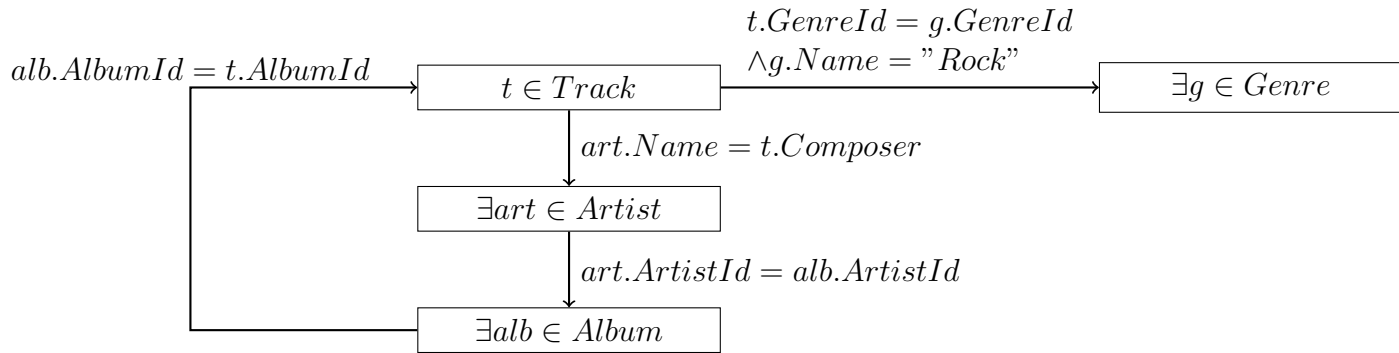 t.GenreId = g.GenreId
∧g.Name = ”Rock”
alb.AlbumId = t.AlbumId
t ∈ Track
∃g ∈ Genre
art.Name = t.Composer
∃art ∈ Artist
art.ArtistId = alb.ArtistId
∃alb ∈ Album